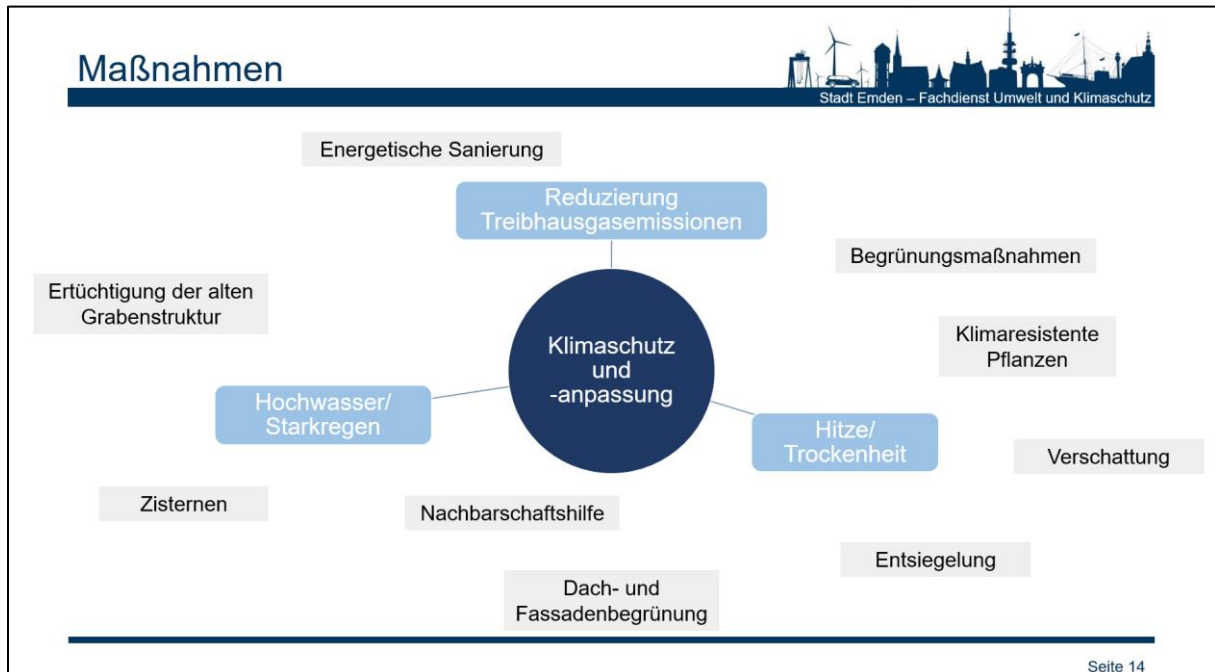 Maßnahmen
Stadt Emden – Fachdienst Umwelt und Klimaschutz
Energetische Sanierung
Reduzierung
Treibhausgasemissionen
Begrünungsmaßnahmen
Ertüchtigung der alten
Grabenstruktur
Klimaresistente
Pflanzen
Klimaschutz
und
-anpassung
Hochwasser/
Starkregen
Hitze/
Trockenheit
Verschattung
Zisternen
Nachbarschaftshilfe
Entsiegelung
Dach- und
Fassadenbegrünung
Seite 14